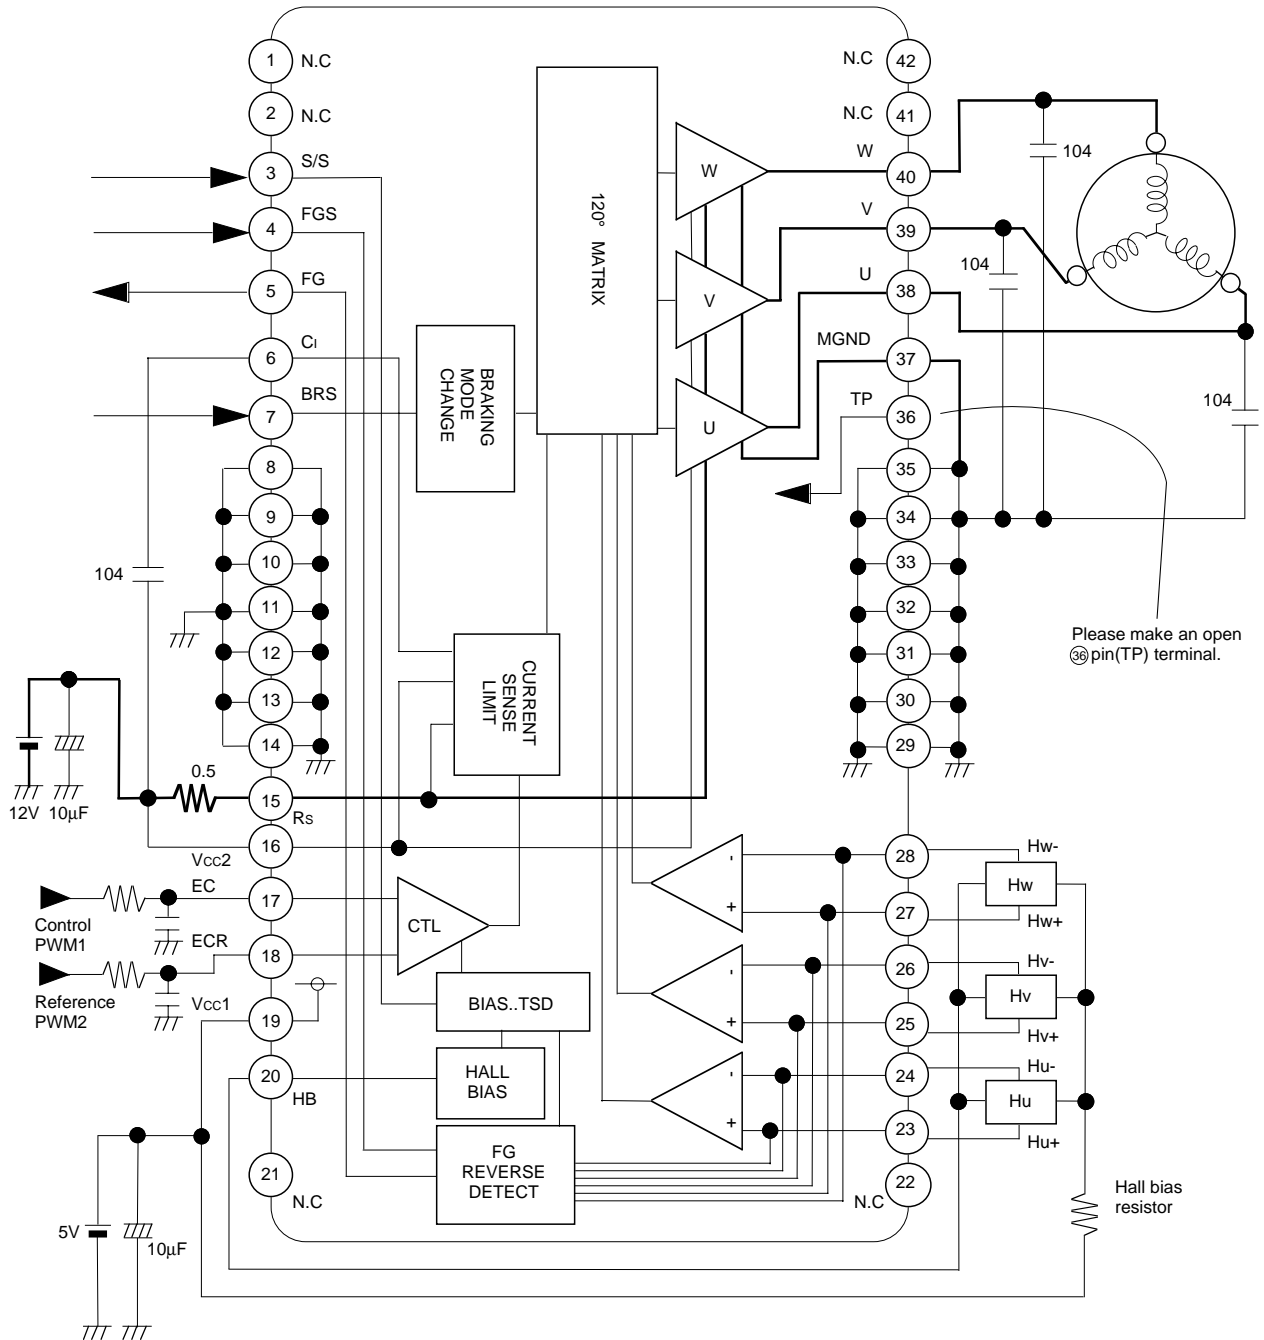 1 N.C
2 N.C
3 S/S
4 FGS
5 FG
6 CI
7 BRS
8
9
10
11
12
13
14
15 RS
16 VCC2
17 EC
18 ECR
19 VCC1
20 HB
21 N.C
42 N.C
41 N.C
40 W
39 V
38 U
37 MGND
36 TP
35
34
33
32
31
30
29
28 Hw-
27 Hw+
26 Hv-
25 Hv+
24 Hu-
23 Hu+
22 N.C
120° MATRIX
W
V
U
BRAKING
MODE
CHANGE
CURRENT
SENSE
LIMIT
CTL
BIAS..TSD
HALL
BIAS
FG
REVERSE
DETECT
-
+
-
+
-
+
104
104
104
104
12V
10µF
0.5
Control
PWM1
Reference
PWM2
5V
10µF
Hw
Hv
Hu
Hall bias
resistor
Please make an open
36 pin(TP) terminal.